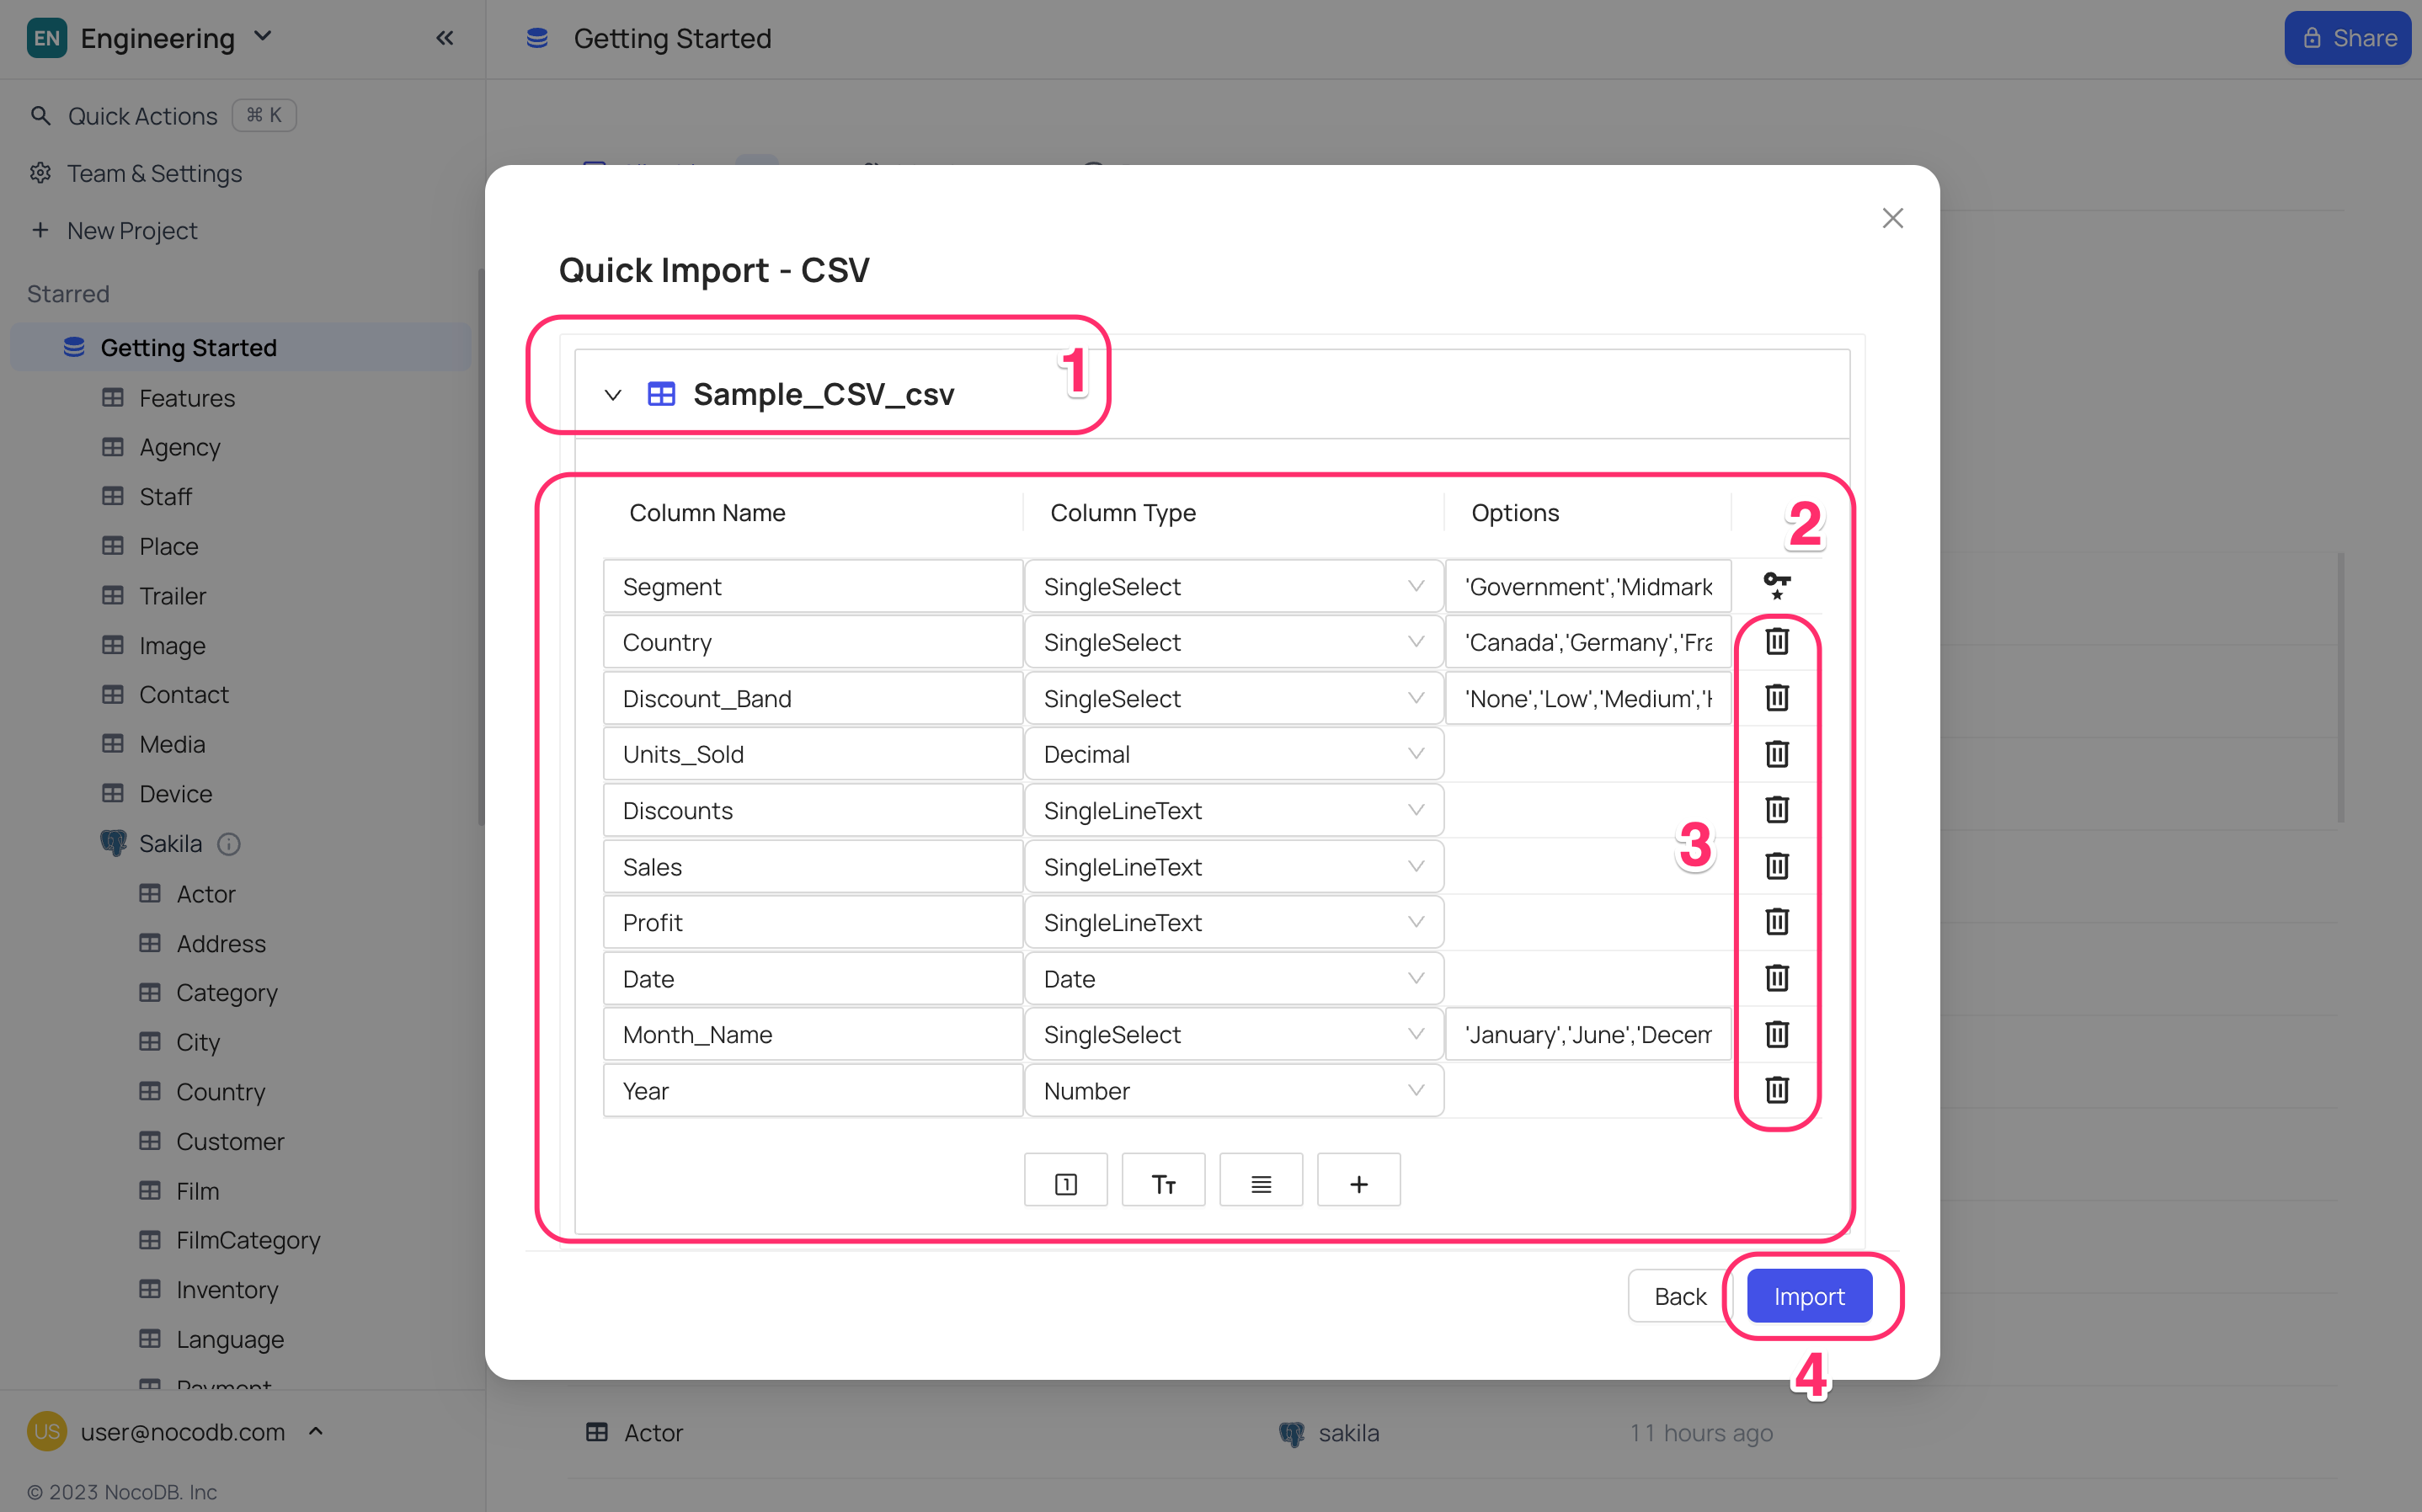 EN Engineering
Getting Started
Share
Quick Actions ⌘ K
Team & Settings
New Project
Starred
Getting Started
Features
Agency
Staff
Place
Trailer
Image
Contact
Media
Device
Sakila
Actor
Address
Category
City
Country
Customer
Film
FilmCategory
Inventory
Language
Payment
US user@nocodb.com
© 2023 NocoDB. Inc
Quick Import - CSV
Sample_CSV_csv 1
Column Name Column Type Options 2
Segment SingleSelect 'Government','Midmark
Country SingleSelect 'Canada','Germany','Fra
Discount_Band SingleSelect 'None','Low','Medium','H
Units_Sold Decimal
Discounts SingleLineText
3
Sales SingleLineText
Profit SingleLineText
Date Date
Month_Name SingleSelect 'January','June','Decem
Year Number
1 Tт
Back Import
4
Actor sakila 11 hours ago